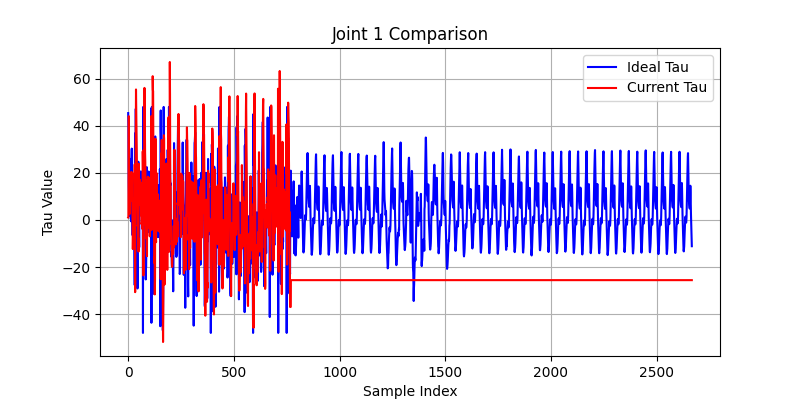 Joint 1 Comparison
Ideal Tau
Current Tau
60
40
20
0
−20
−40
Tau Value
0
500
1000
1500
2000
2500
Sample Index